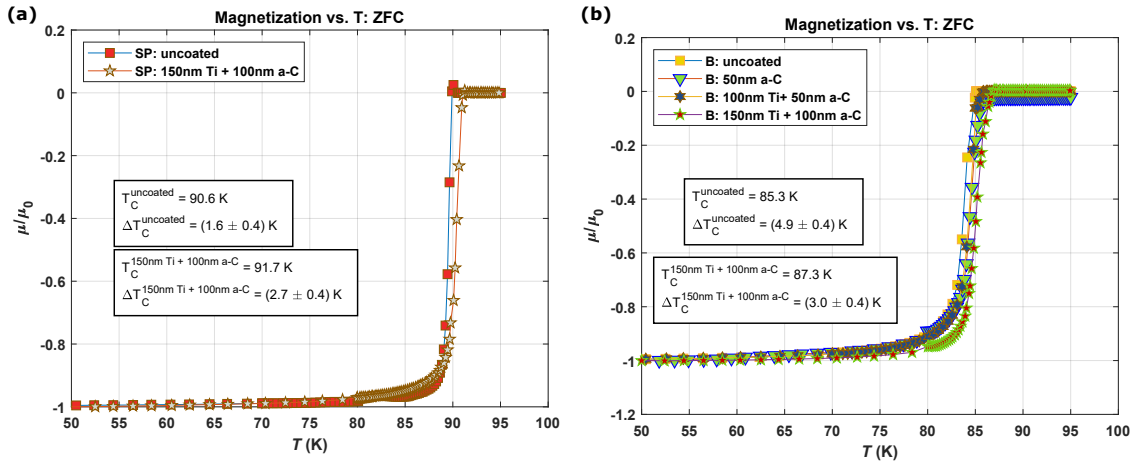 (a)
Magnetization vs. T: ZFC
SP: uncoated
SP: 150nm Ti + 100nm a-C
T_C^uncoated = 90.6 K
ΔT_C^uncoated = (1.6 ± 0.4) K
T_C^150nm Ti + 100nm a-C = 91.7 K
ΔT_C^150nm Ti + 100nm a-C = (2.7 ± 0.4) K
0.2
0
-0.2
-0.4
-0.6
-0.8
-1
μ/μ₀
50 55 60 65 70 75 80 85 90 95 100
T (K)
(b)
Magnetization vs. T: ZFC
B: uncoated
B: 50nm a-C
B: 100nm Ti+ 50nm a-C
B: 150nm Ti + 100nm a-C
T_C^uncoated = 85.3 K
ΔT_C^uncoated = (4.9 ± 0.4) K
T_C^150nm Ti + 100nm a-C = 87.3 K
ΔT_C^150nm Ti + 100nm a-C = (3.0 ± 0.4) K
0.2
0
-0.2
-0.4
-0.6
-0.8
-1
-1.2
μ/μ₀
50 55 60 65 70 75 80 85 90 95 100
T (K)